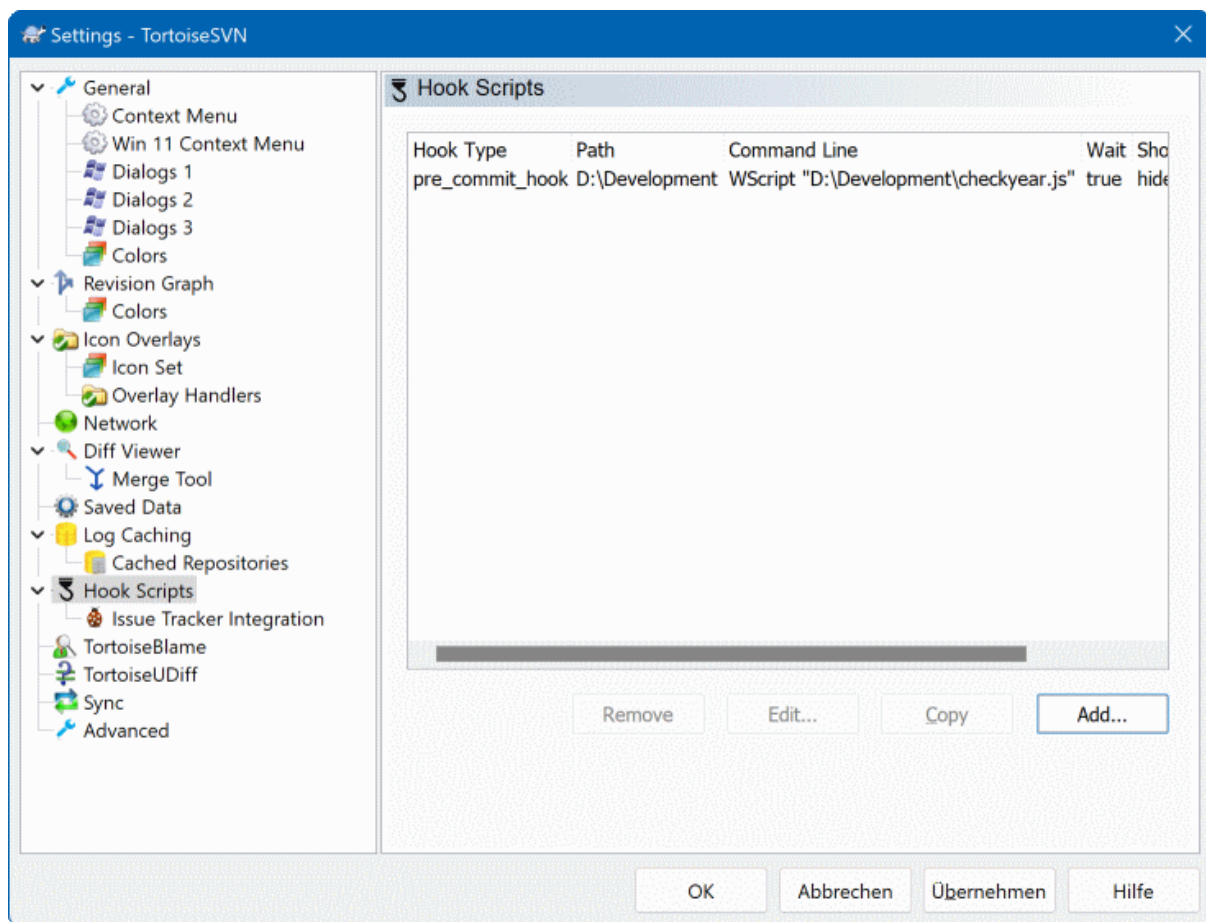 Settings - TortoiseSVN
General
Context Menu
Win 11 Context Menu
Dialogs 1
Dialogs 2
Dialogs 3
Colors
Revision Graph
Colors
Icon Overlays
Icon Set
Overlay Handlers
Network
Diff Viewer
Merge Tool
Saved Data
Log Caching
Cached Repositories
Hook Scripts
Issue Tracker Integration
TortoiseBlame
TortoiseUDiff
Sync
Advanced
Hook Scripts
Hook Type Path Command Line Wait Sho
pre_commit_hook D:\Development WScript "D:\Development\checkyear.js" true hide
Remove Edit... Copy Add...
OK Abbrechen Übernehmen Hilfe